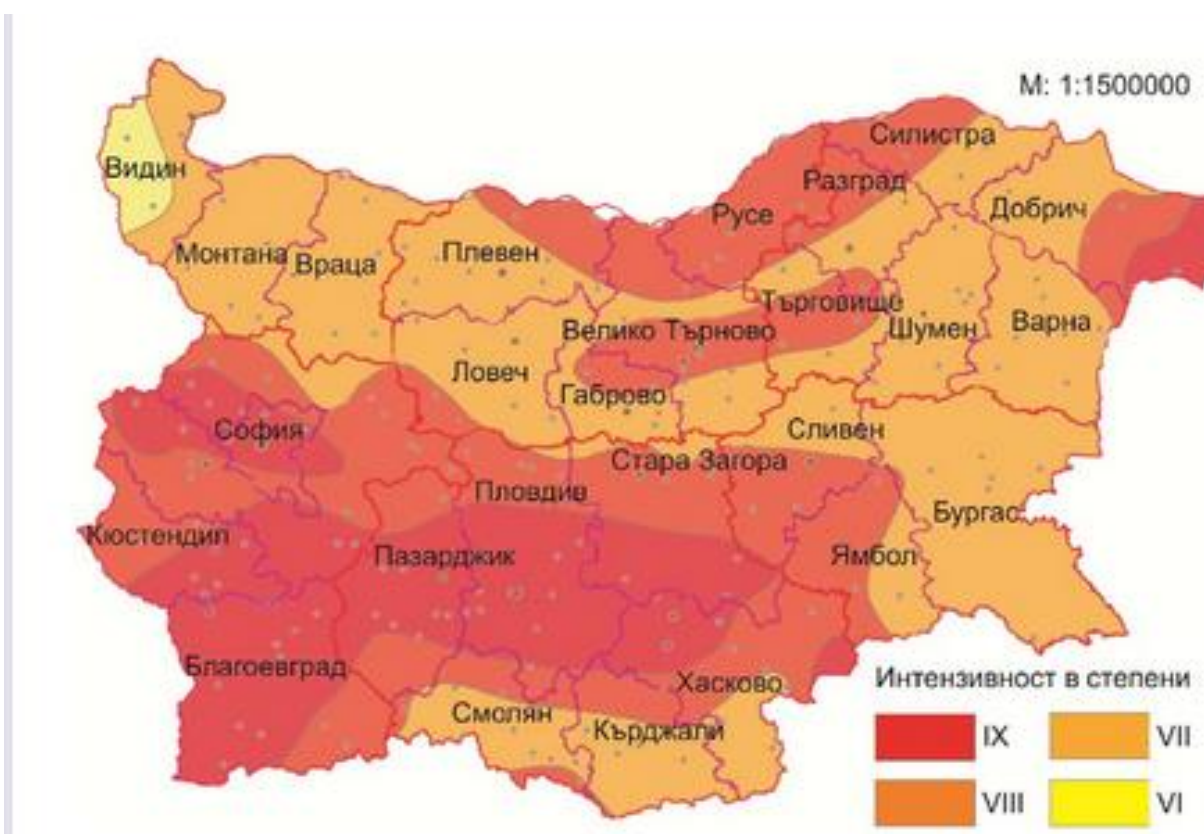 М: 1:1500000
Силистра
Видин
Разград
Русе
Добрич
Монтана
Враца
Плевен
Търговище
Велико Търново
Шумен
Варна
Ловеч
Габрово
София
Сливен
Стара Загора
Пловдив
Бургас
Кюстендип
Пазарджик
Ямбол
Благоевград
Хасково
Смолян
Кърджали
Интензивност в степени
IX
VII
VIII
VI